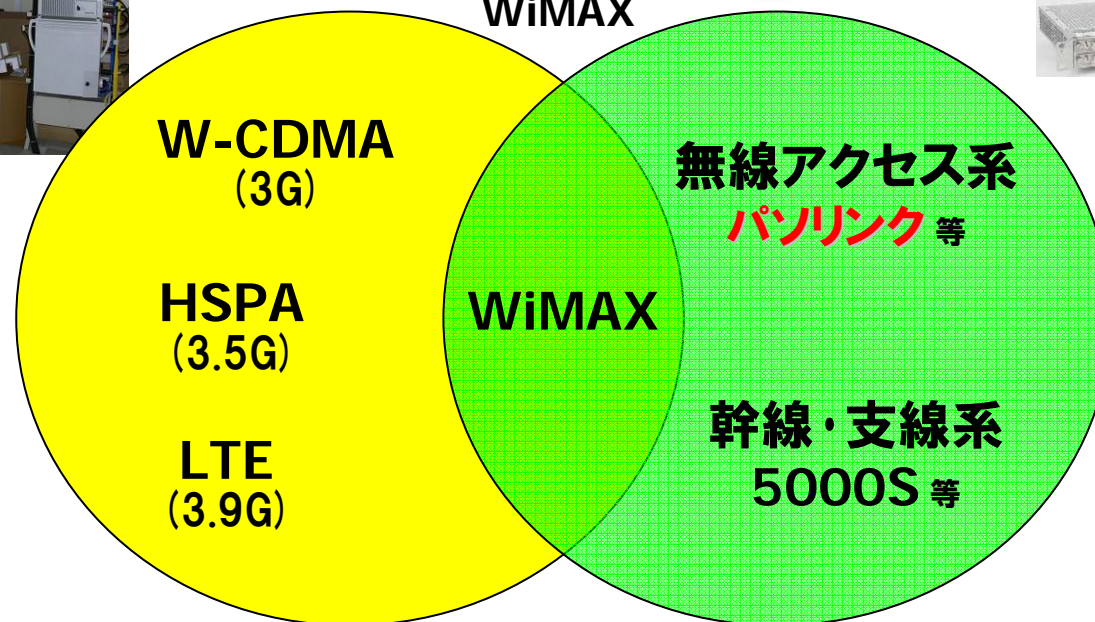 WiMAX
W-CDMA
(3G)
無線アクセス系
パソリンク 等
HSPA
(3.5G)
WiMAX
幹線・支線系
5000S 等
LTE
(3.9G)